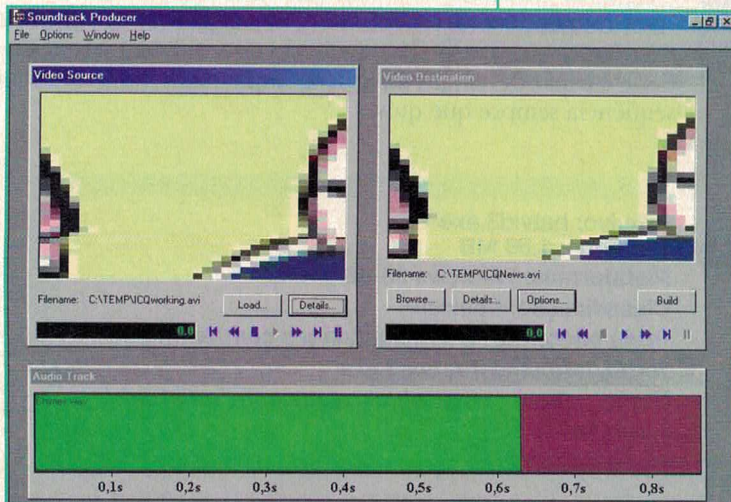 Soundtrack Producer
File Options Window Help
Video Source
Filename: C:\TEMP\ICQworking.avi
Load...
Details...
0.0
Video Destination
Filename: C:\TEMP\ICQNews.avi
Browse...
Details...
Options...
Build
0.0
Audio Track
0,1s 0,2s 0,3s 0,4s 0,5s 0,6s 0,7s 0,8s